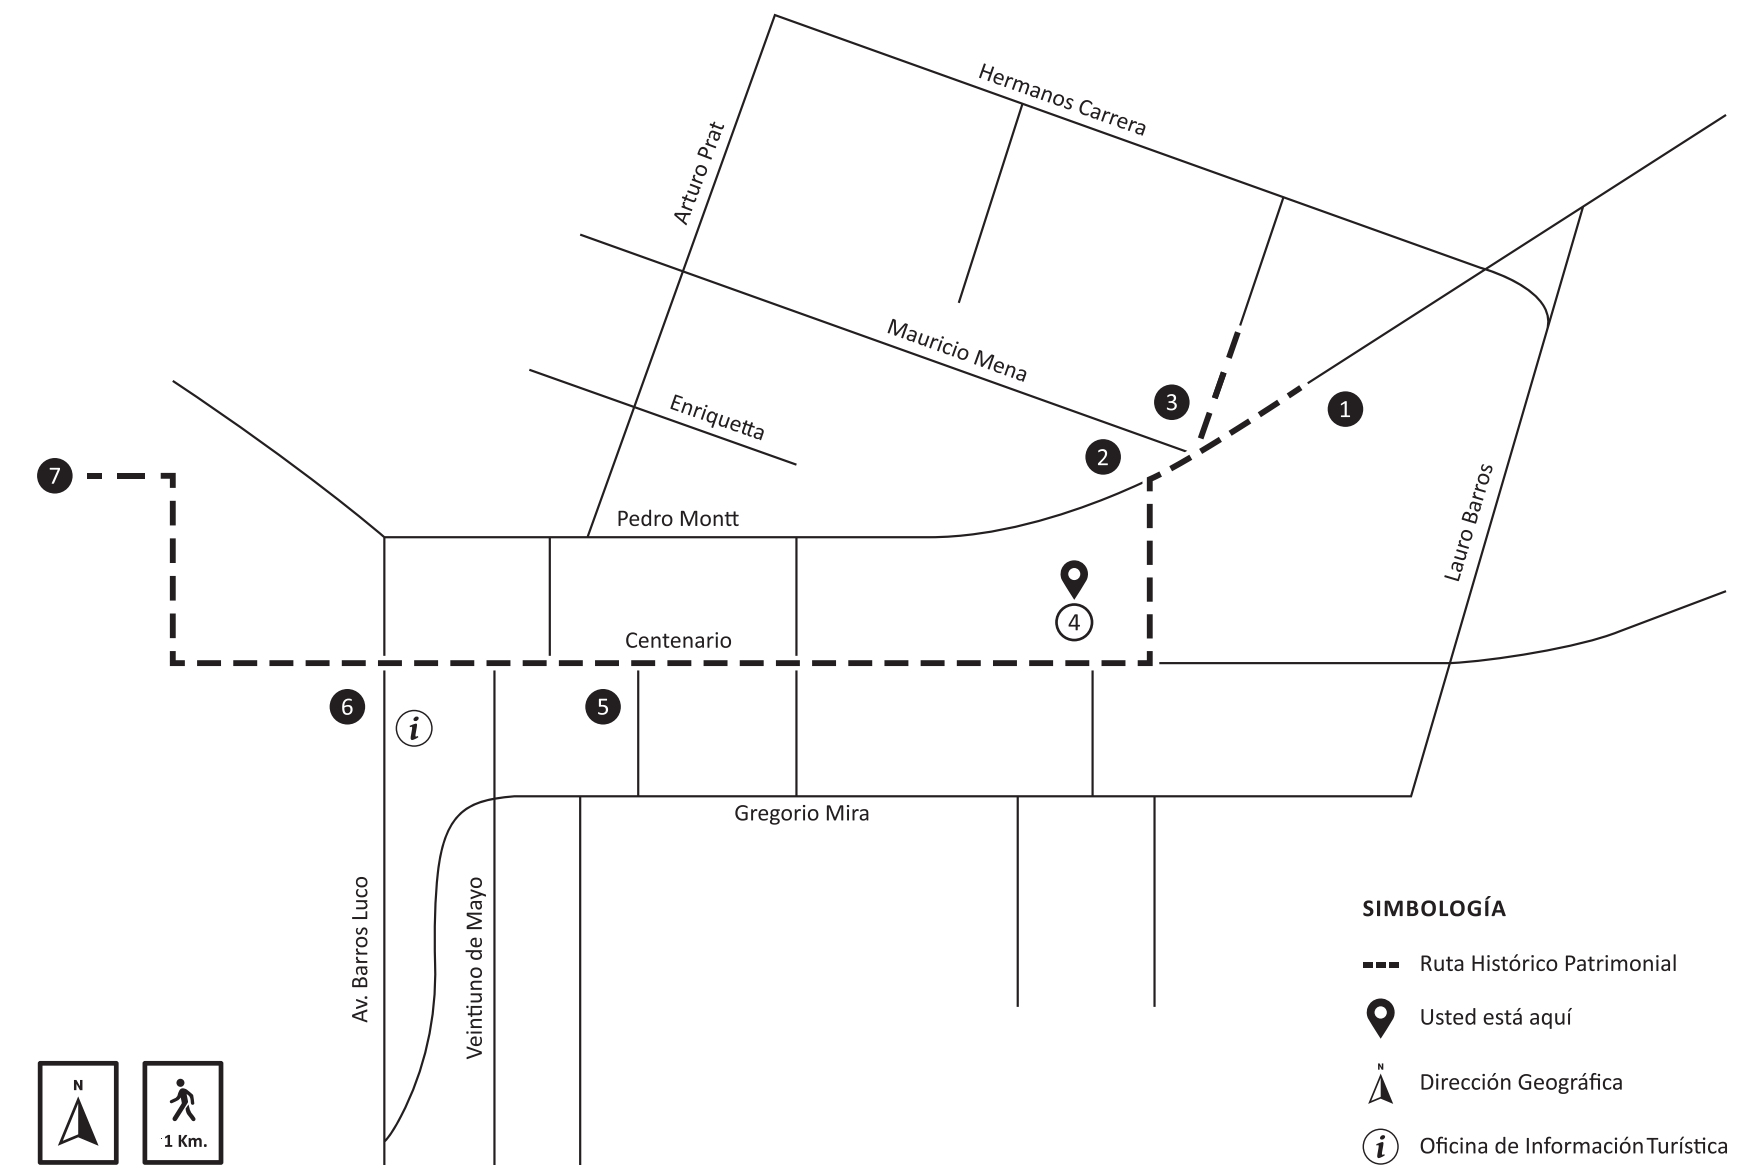 Hermanos Carrera
Arturo Prat
Mauricio Mena
Enriquetta
3
1
2
7
Pedro Montt
Lauro Barros
4
Centenario
6
5
i
Gregorio Mira
Av. Barros Luco
Veintiuno de Mayo
SIMBOLOGÍA
Ruta Histórico Patrimonial
Usted está aquí
N
Dirección Geográfica
i
Oficina de Información Turística
N
1 Km.